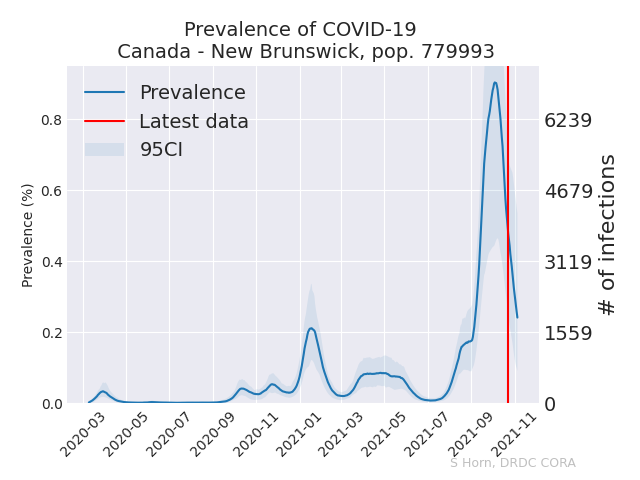 Prevalence of COVID-19
Canada - New Brunswick, pop. 779993
Prevalence
Latest data
95CI
Prevalence (%)
0.8
0.6
0.4
0.2
0.0
6239
4679
3119
1559
0
# of infections
2020-03
2020-05
2020-07
2020-09
2020-11
2021-01
2021-03
2021-05
2021-07
2021-09
2021-11
S Horn, DRDC CORA